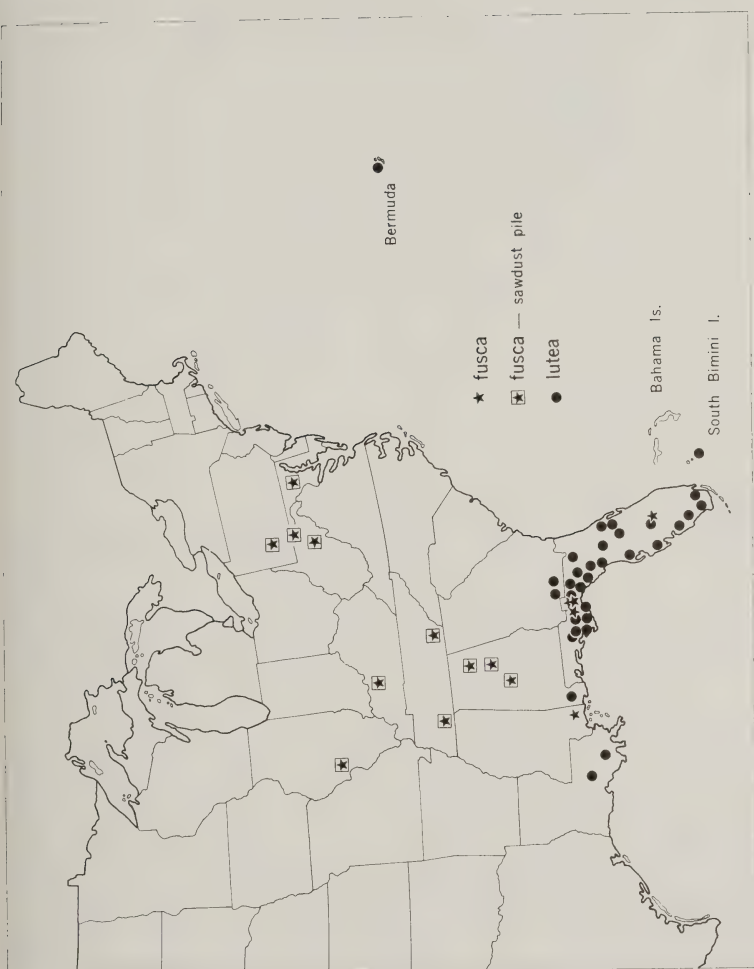 Bermuda
fusca
fusca — sawdust pile
lutea
Bahama Is.
South Bimini I.